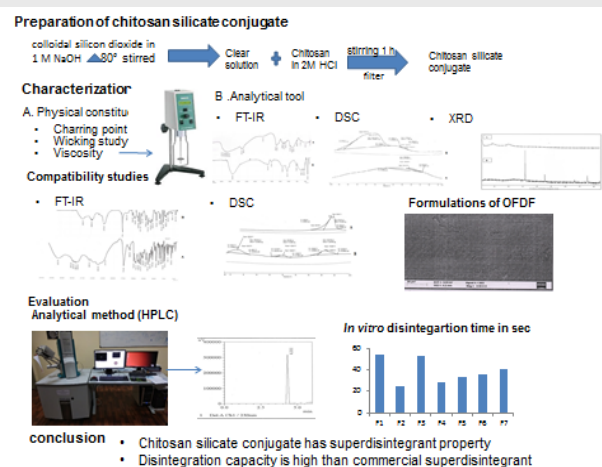 Preparation of chitosan silicate conjugate
colloidal silicon dioxide in
1 M NaOH 80° stirred
Clear
solution
Chitosan
in 2M HCl
stirring 1 h
filter
Chitosan silicate
conjugate
Characterization
A. Physical constitu
• Charring point
• Wicking study
• Viscosity
B .Analytical tool
• FT-IR
• DSC
• XRD
Compatibility studies
• FT-IR
• DSC
Formulations of OFDF
Evaluation
Analytical method (HPLC)
In vitro disintegartion time in sec
60
40
20
0
F1 F2 F3 F4 F5 F6 F7
conclusion
• Chitosan silicate conjugate has superdisintegrant property
• Disintegration capacity is high than commercial superdisintegrant